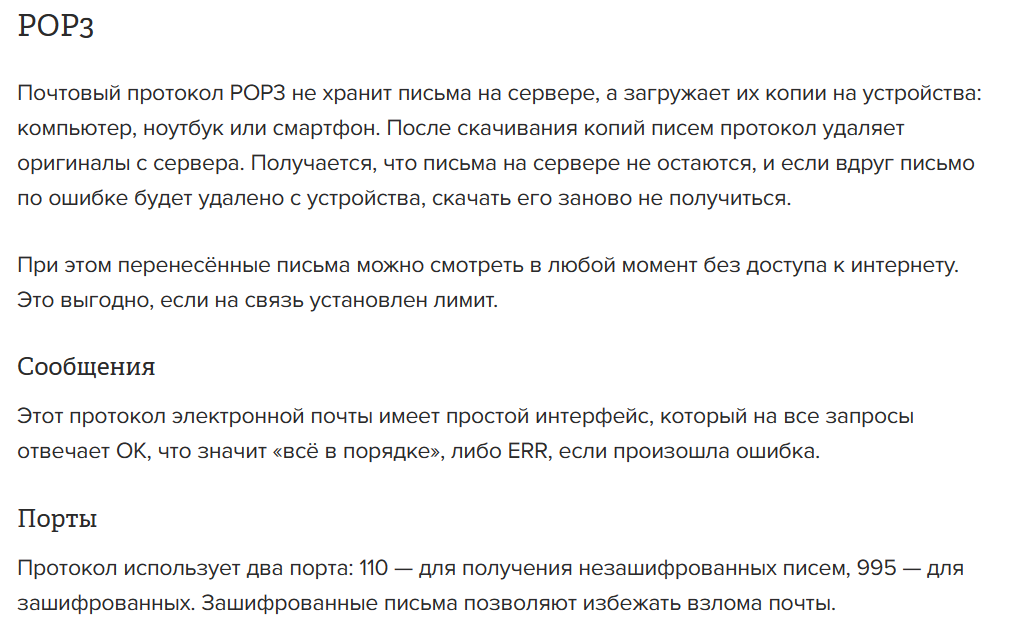 POP3
Почтовый протокол POP3 не хранит письма на сервере, а загружает их копии на устройства:
компьютер, ноутбук или смартфон. После скачивания копий писем протокол удаляет
оригиналы с сервера. Получается, что письма на сервере не остаются, и если вдруг письмо
по ошибке будет удалено с устройства, скачать его заново не получиться.
При этом перенесённые письма можно смотреть в любой момент без доступа к интернету.
Это выгодно, если на связь установлен лимит.
Сообщения
Этот протокол электронной почты имеет простой интерфейс, который на все запросы
отвечает OK, что значит «всё в порядке», либо ERR, если произошла ошибка.
Порты
Протокол использует два порта: 110 — для получения незашифрованных писем, 995 — для
зашифрованных. Зашифрованные письма позволяют избежать взлома почты.